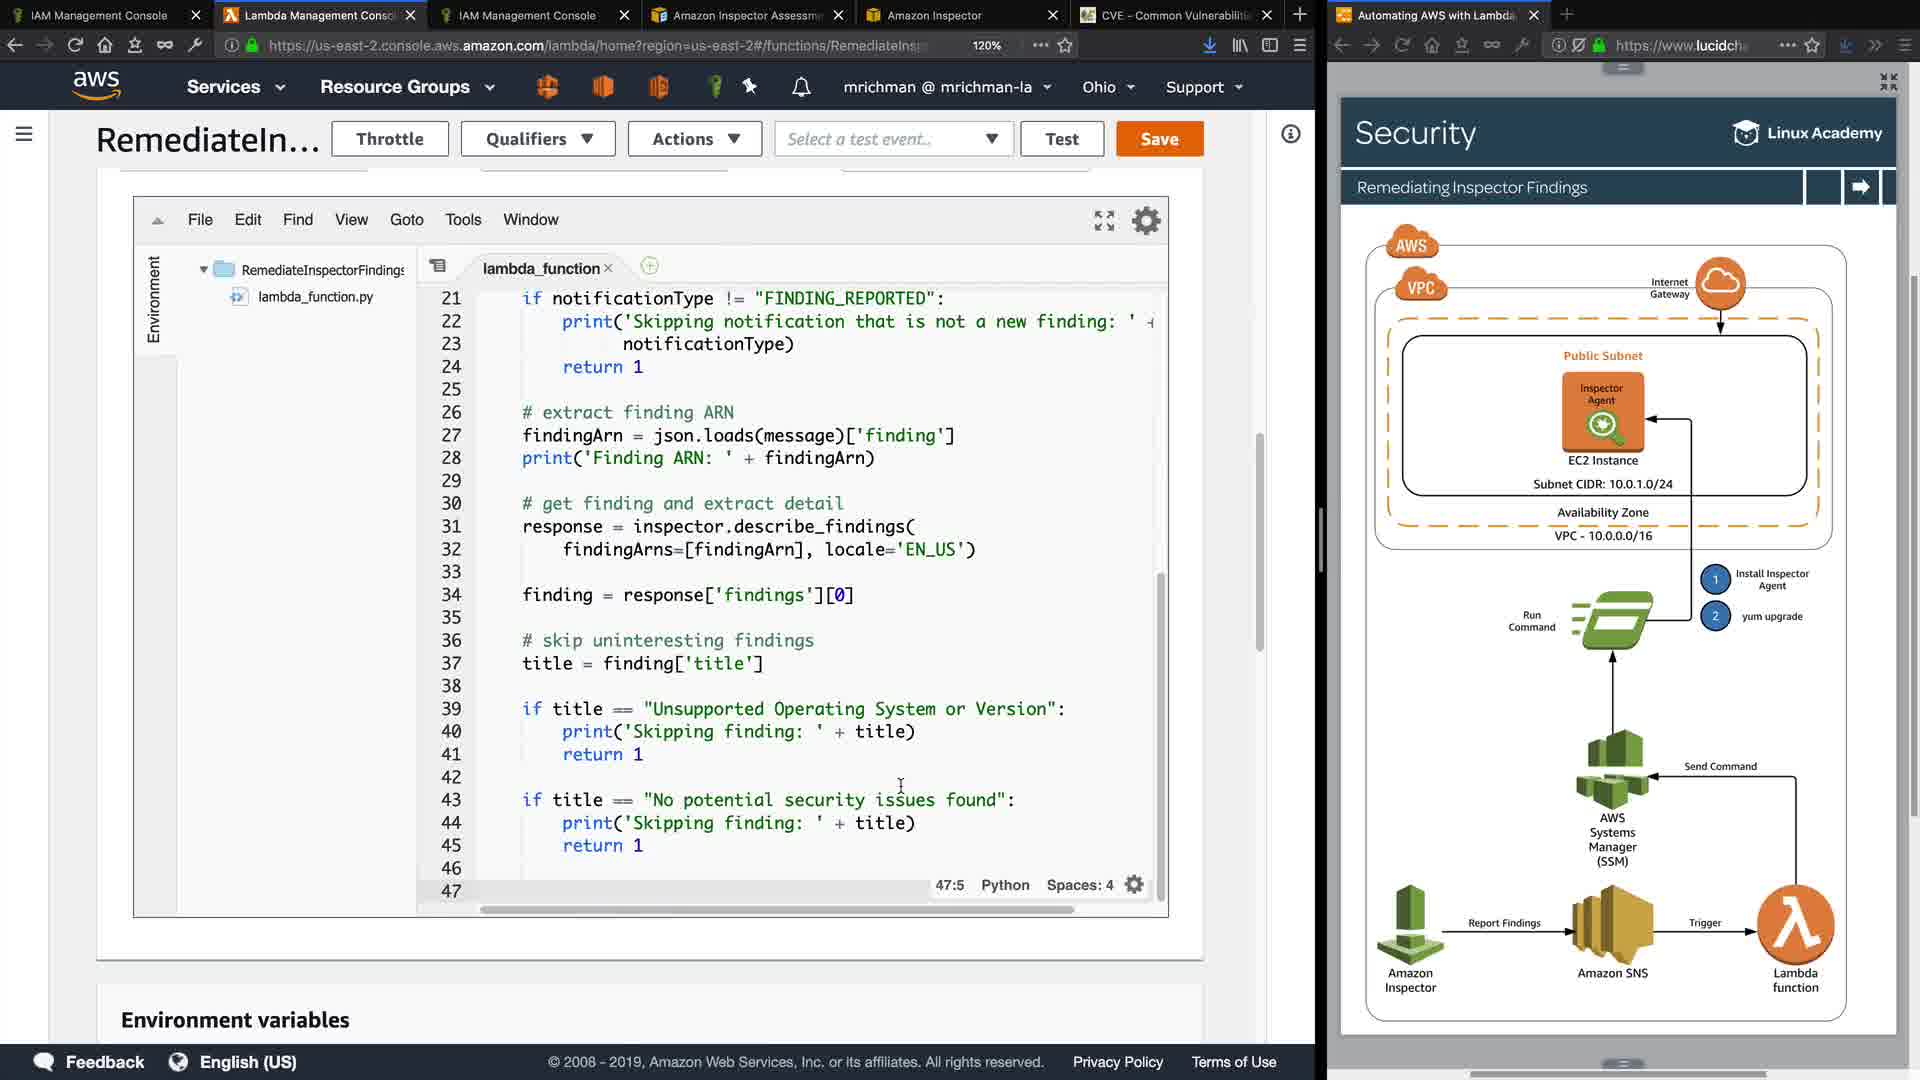 IAM Management Console
Lambda Management Conso
IAM Management Console
Amazon Inspector Assessm
Amazon Inspector
CVE - Common Vulnerabiliti
https://us-east-2.console.aws.amazon.com/lambda/home?region=us-east-2#/functions/RemediateInsp
120%
aws
Services
Resource Groups
mrichman @ mrichman-la
Ohio
Support
RemediateIn...
Throttle
Qualifiers
Actions
Select a test event..
Test
Save
File Edit Find View Goto Tools Window
Environment
RemediateInspectorFindings
lambda_function.py
lambda_function
21 if notificationType != "FINDING_REPORTED":
22 print('Skipping notification that is not a new finding: ' +
23 notificationType)
24 return 1
25
26 # extract finding ARN
27 findingArn = json.loads(message)['finding']
28 print('Finding ARN: ' + findingArn)
29
30 # get finding and extract detail
31 response = inspector.describe_findings(
32 findingArns=[findingArn], locale='EN_US')
33
34 finding = response['findings'][0]
35
36 # skip uninteresting findings
37 title = finding['title']
38
39 if title == "Unsupported Operating System or Version":
40 print('Skipping finding: ' + title)
41 return 1
42
43 if title == "No potential security issues found":
44 print('Skipping finding: ' + title)
45 return 1
46
47
47:5 Python Spaces: 4
Environment variables
Feedback
English (US)
© 2008 - 2019, Amazon Web Services, Inc. or its affiliates. All rights reserved.
Privacy Policy
Terms of Use
Automating AWS with Lambda
https://www.lucidch
Security
Linux Academy
Remediating Inspector Findings
AWS
VPC
Internet
Gateway
Public Subnet
Inspector
Agent
EC2 Instance
Subnet CIDR: 10.0.1.0/24
Availability Zone
VPC - 10.0.0.0/16
1
Install Inspector
Agent
2
yum upgrade
Run
Command
Send Command
AWS
Systems
Manager
(SSM)
Report Findings
Trigger
Amazon
Inspector
Amazon SNS
Lambda
function